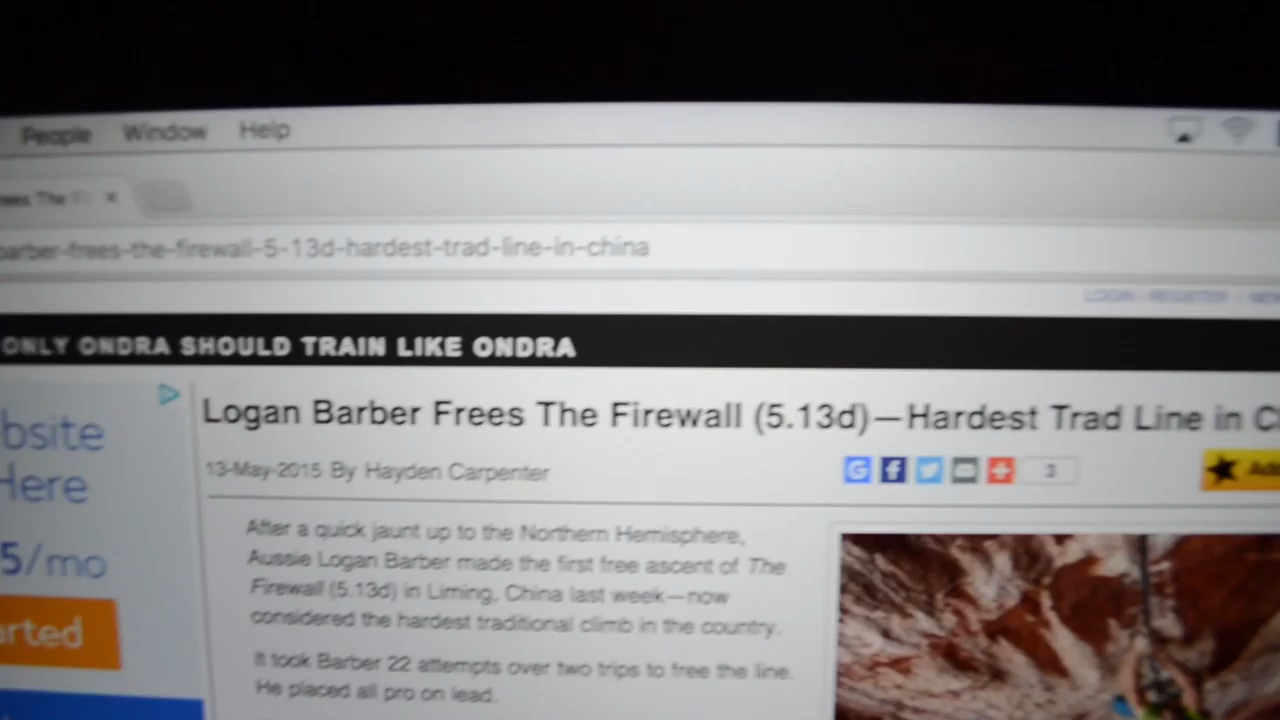 People Window Help
The
barber-frees-the-firewall-5-13d-hardest-trad-line-in-china
LOGIN REGISTER
ONLY ONDRA SHOULD TRAIN LIKE ONDRA
bsite
Here
5/mo
arted
Logan Barber Frees The Firewall (5.13d)—Hardest Trad Line in C
13-May-2015 By Hayden Carpenter
3
After a quick jaunt up to the Northern Hemisphere,
Aussie Logan Barber made the first free ascent of The
Firewall (5.13d) in Liming, China last week—now
considered the hardest traditional climb in the country.
It took Barber 22 attempts over two trips to free the line.
He placed all pro on lead.